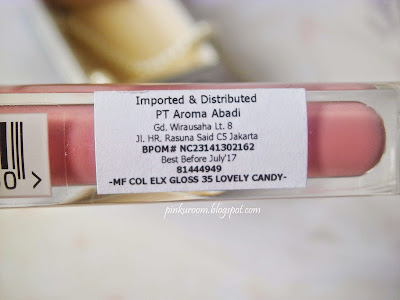 Imported & Distributed
PT Aroma Abadi
Gd. Wirausaha Lt. 8
Jl. HR. Rasuna Said C5 Jakarta
BPOM# NC23141302162
Best Before July'17
81444949
-MF COL ELX GLOSS 35 LOVELY CANDY-
00 >
pinkuroom.blogspot.com